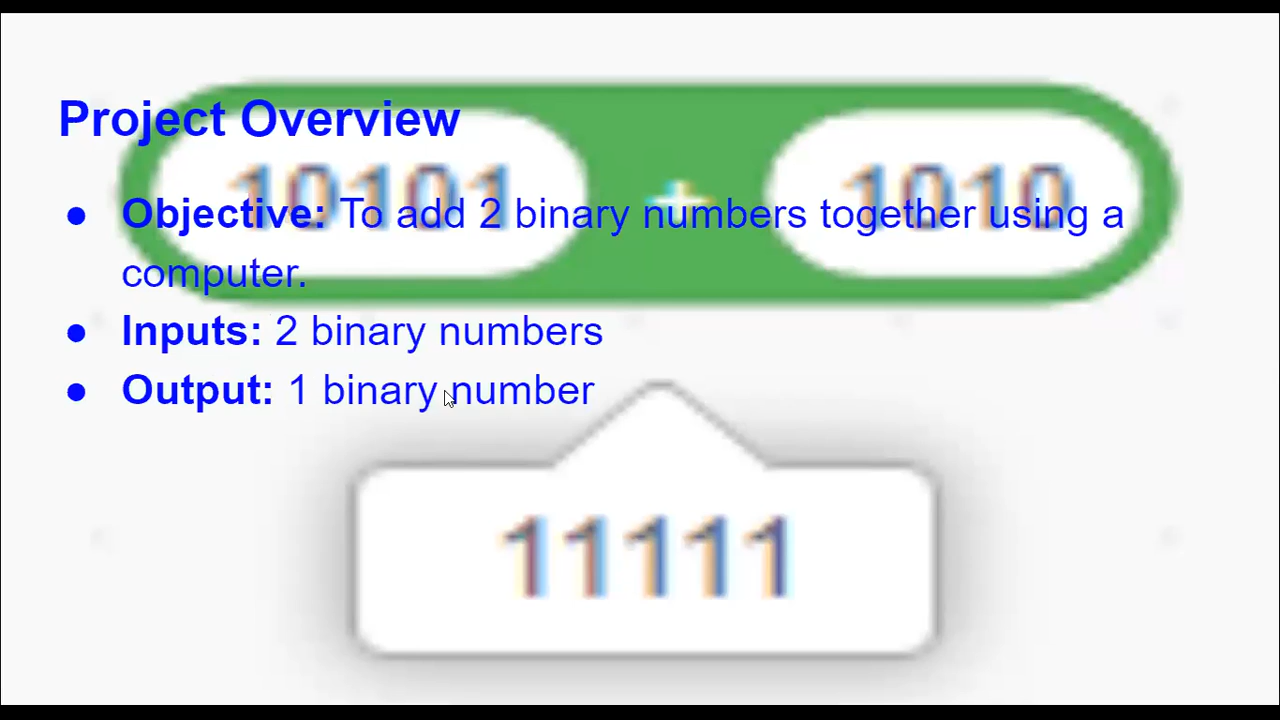 Project Overview
10101 + 1010
● Objective: To add 2 binary numbers together using a
computer.
● Inputs: 2 binary numbers
● Output: 1 binary number
11111